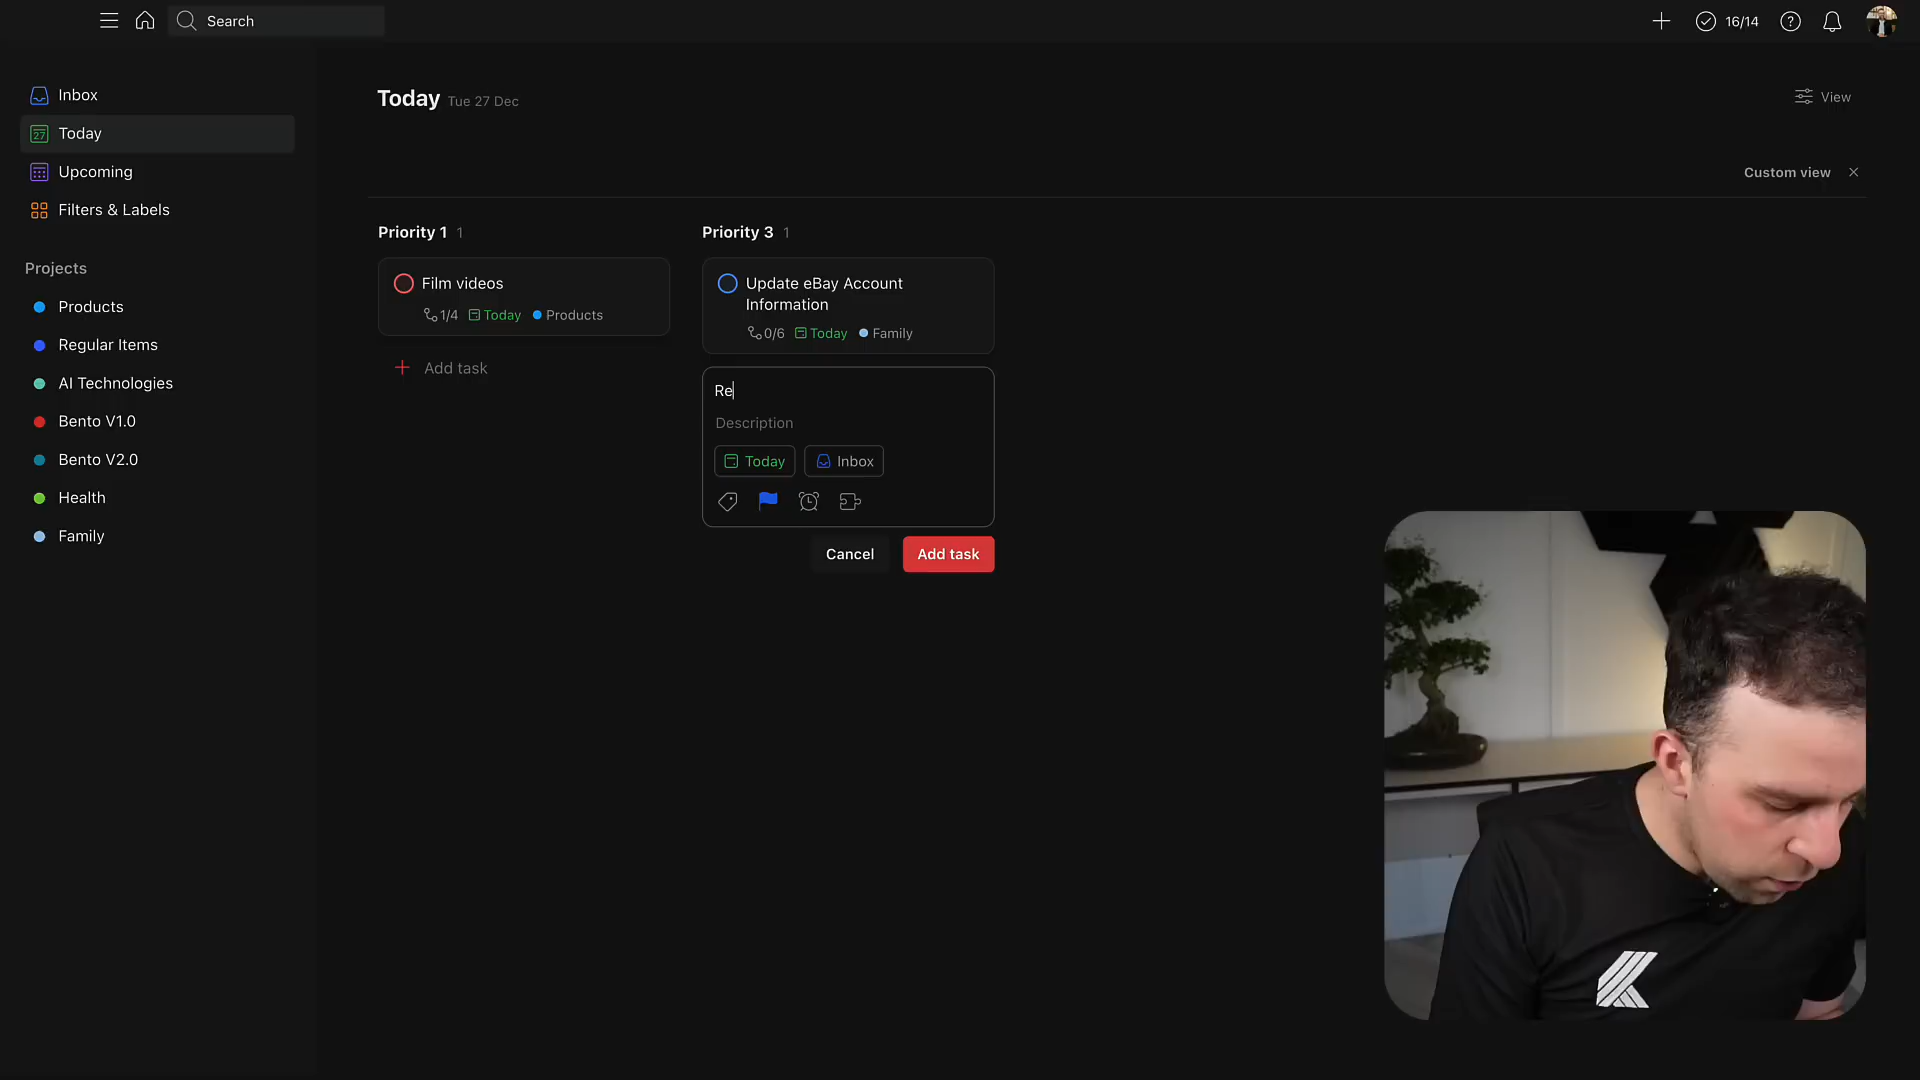 Search
16/14
Inbox
27 Today
Upcoming
Filters & Labels
Projects
Products
Regular Items
AI Technologies
Bento V1.0
Bento V2.0
Health
Family
Today Tue 27 Dec
View
Custom view
Priority 1 1
Film videos
1/4 Today Products
Add task
Priority 3 1
Update eBay Account
Information
0/6 Today Family
Re
Description
Today Inbox
Cancel Add task